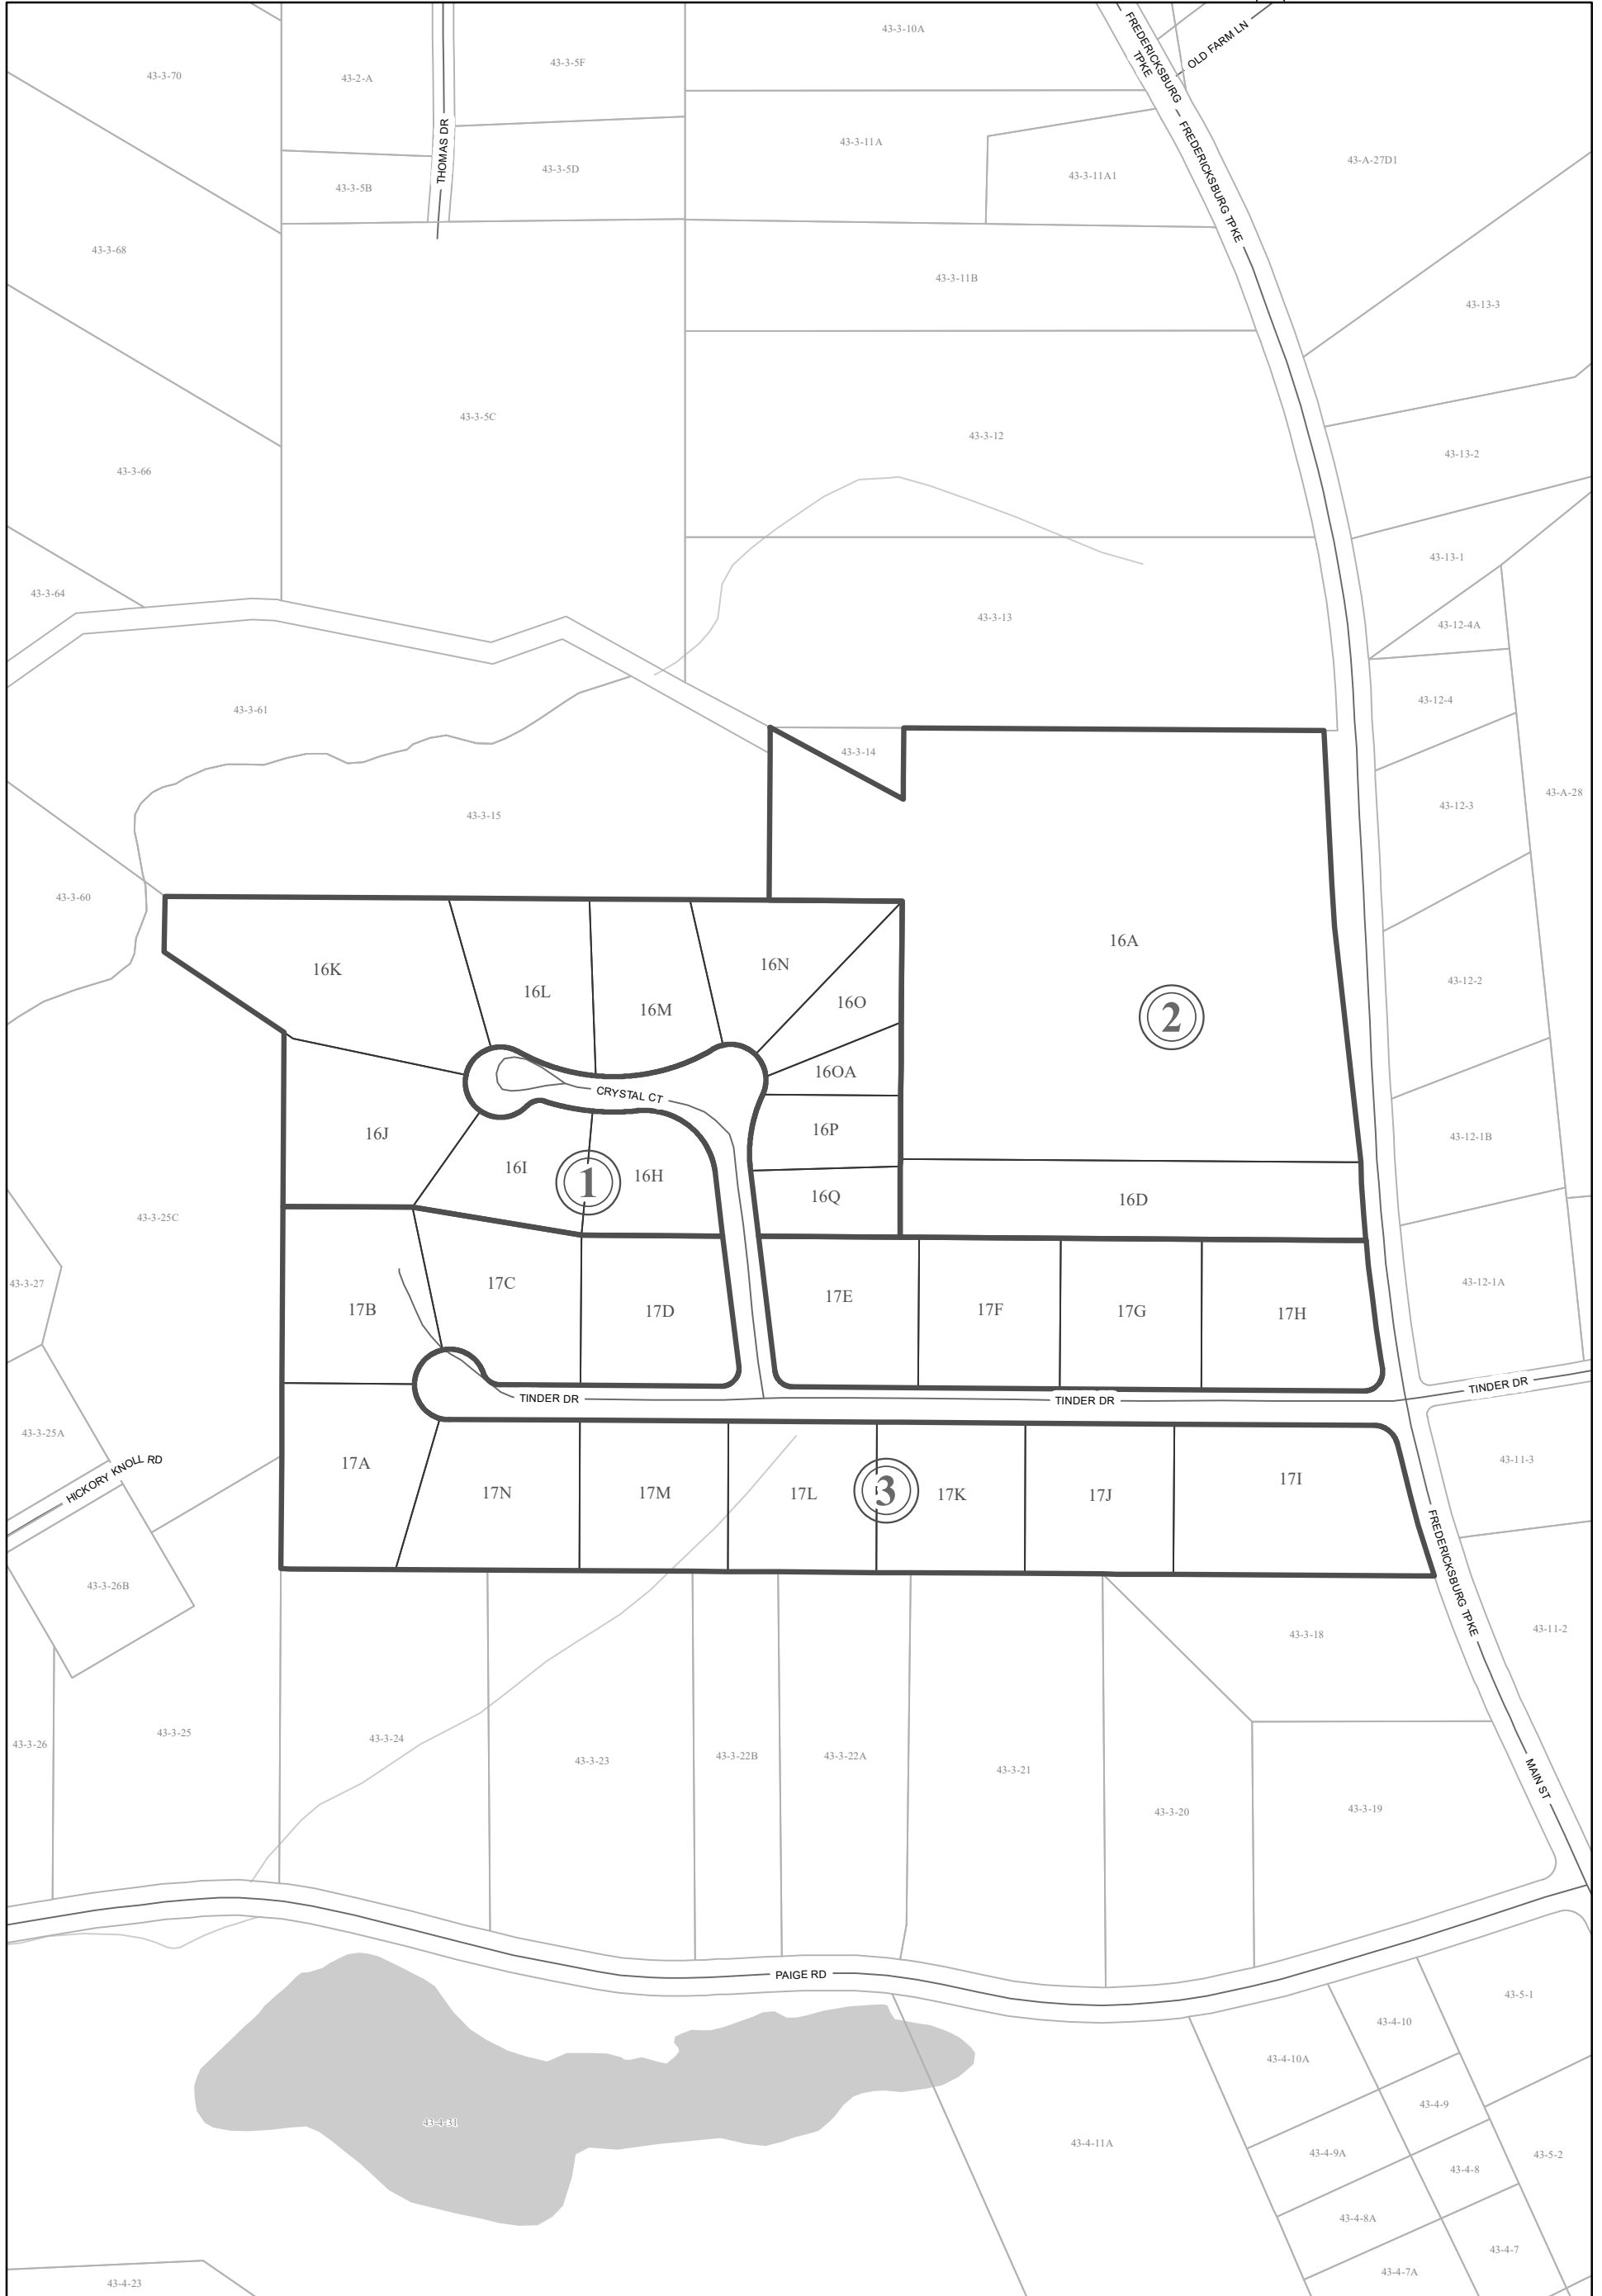 43-3-10A
FREDERICKSBURG
TPKE
OLD FARM LN
43-3-70
43-2-A
43-3-5F
THOMAS DR
43-3-11A
FREDERICKSBURG TPKE
43-A-27D1
43-3-5B
43-3-5D
43-3-11A1
43-3-68
43-3-11B
43-13-3
43-3-5C
43-3-12
43-13-2
43-3-66
43-13-1
43-3-64
43-3-13
43-12-4A
43-12-4
43-3-61
43-3-14
43-3-15
43-12-3
43-A-28
43-3-60
16A
16K
16L
16M
16N
16O
2
43-12-2
16OA
CRYSTAL CT
16J
16P
43-12-1B
16I
1
16H
16Q
16D
43-3-25C
43-3-27
17C
17B
17D
17E
17F
17G
17H
43-12-1A
TINDER DR
TINDER DR
TINDER DR
43-3-25A
HICKORY KNOLL RD
17A
17N
17M
17L
3
17K
17J
17I
43-11-3
FREDERICKSBURG TPKE
43-3-26B
43-3-18
43-11-2
43-3-26
43-3-25
43-3-24
43-3-23
43-3-22B
43-3-22A
43-3-21
43-3-20
43-3-19
MAIN ST
PAIGE RD
43-5-1
43-4-10
43-4-10A
43-4-9
43-4-31
43-4-11A
43-4-9A
43-4-8
43-5-2
43-4-8A
43-4-7
43-4-7A
43-4-23